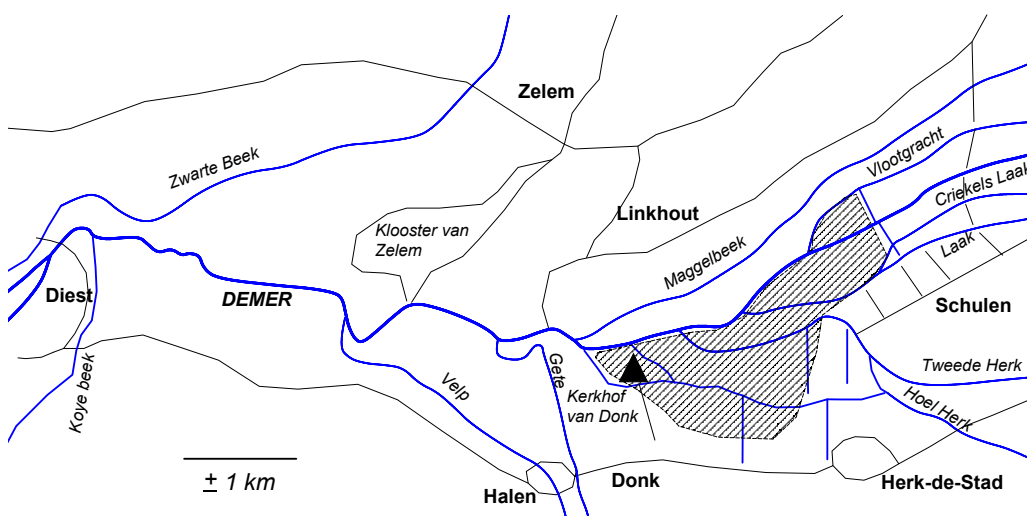 Zelem
Zwarte Beek
Vlootgracht
Criekels Laak
Linkhout
Klooster van
Zelem
Maggelbeek
Laak
Diest
DEMER
Schulen
Koye beek
Velp
Gete
Kerkhof
van Donk
Tweede Herk
Hoel Herk
± 1 km
Halen
Donk
Herk-de-Stad